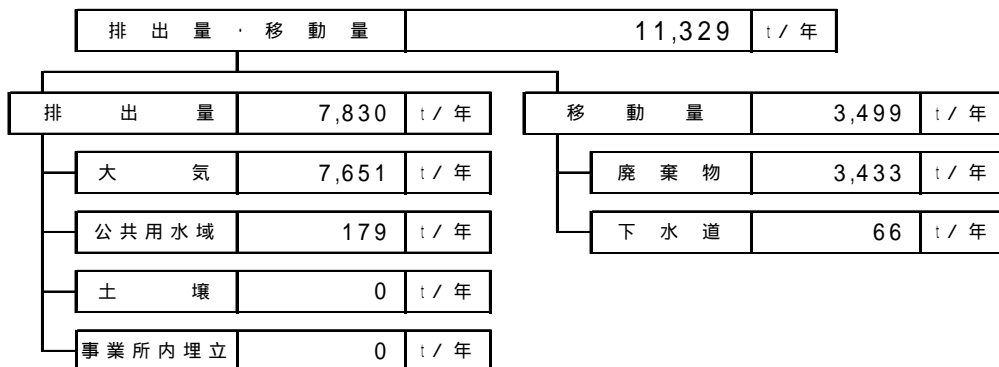 排出量・移動量 11,329 t/年
排出量 7,830 t/年 移動量 3,499 t/年
大気 7,651 t/年 廃棄物 3,433 t/年
公共用水域 179 t/年 下水道 66 t/年
土壌 0 t/年
事業所内埋立 0 t/年